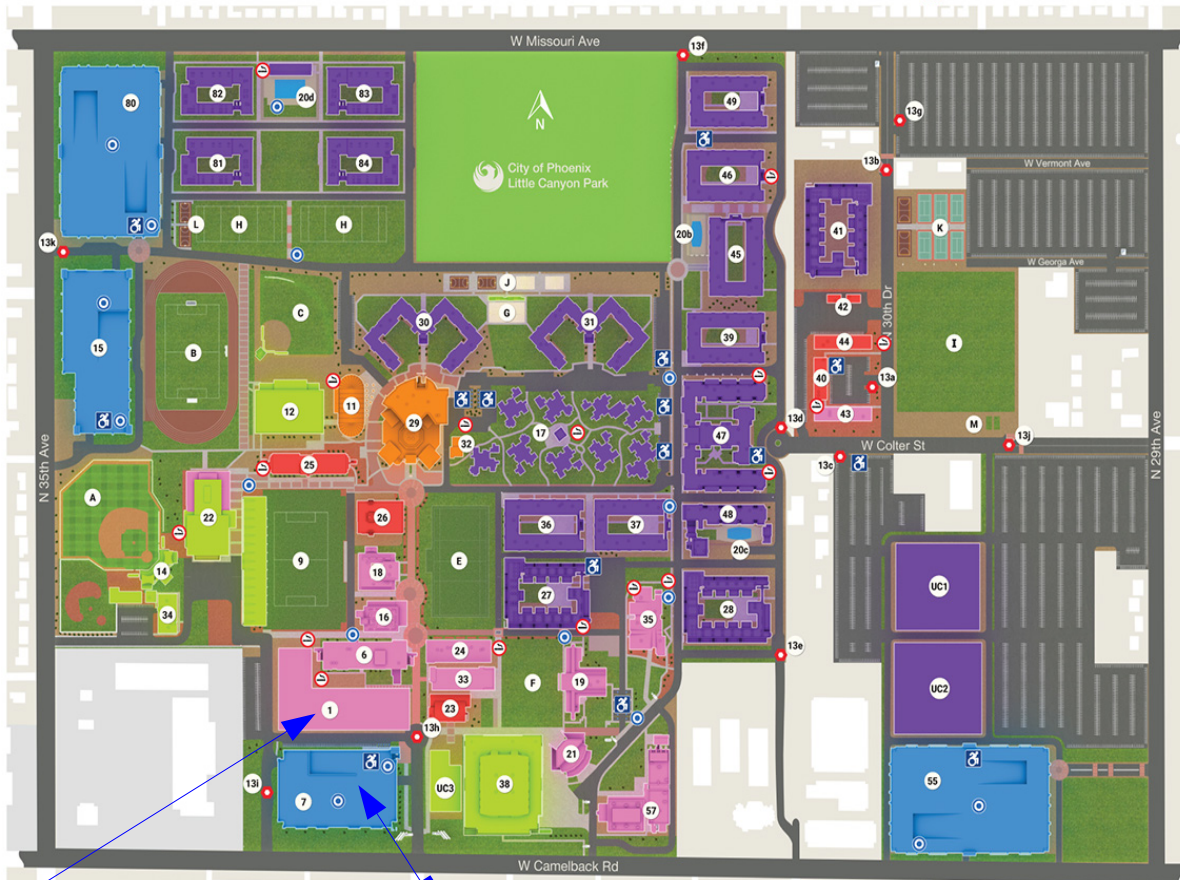 W Missouri Ave
13f
80
82
20d
83
49
13g
N
City of Phoenix
Little Canyon Park
81
84
46
13b
W Vermont Ave
L
H
H
20b
45
41
K
13k
W Georgia Ave
J
42
C
G
30
31
39
44
N 30th Dr
I
15
B
40
13a
12
11
29
17
43
32
47
13d
M
13j
W Colter St
N 35th Ave
N 29th Ave
25
13c
A
22
26
36
37
48
20c
9
E
14
18
27
28
UC1
34
16
35
13e
6
24
33
F
19
UC2
1
23
13h
21
7
13i
UC3
38
57
55
W Camelback Rd